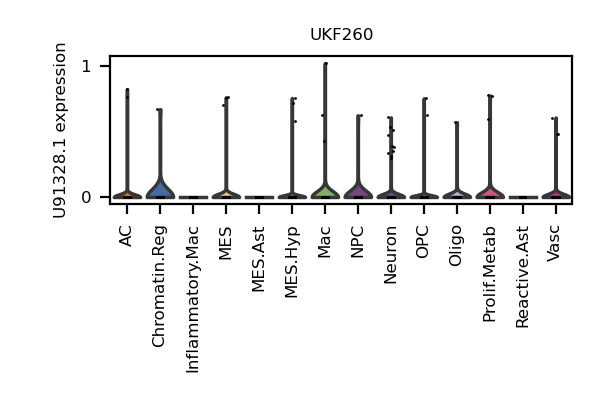 UKF260
U91328.1 expression
1
0
AC
Chromatin.Reg
Inflammatory.Mac
MES
MES.Ast
MES.Hyp
Mac
NPC
Neuron
OPC
Oligo
Prolif.Metab
Reactive.Ast
Vasc